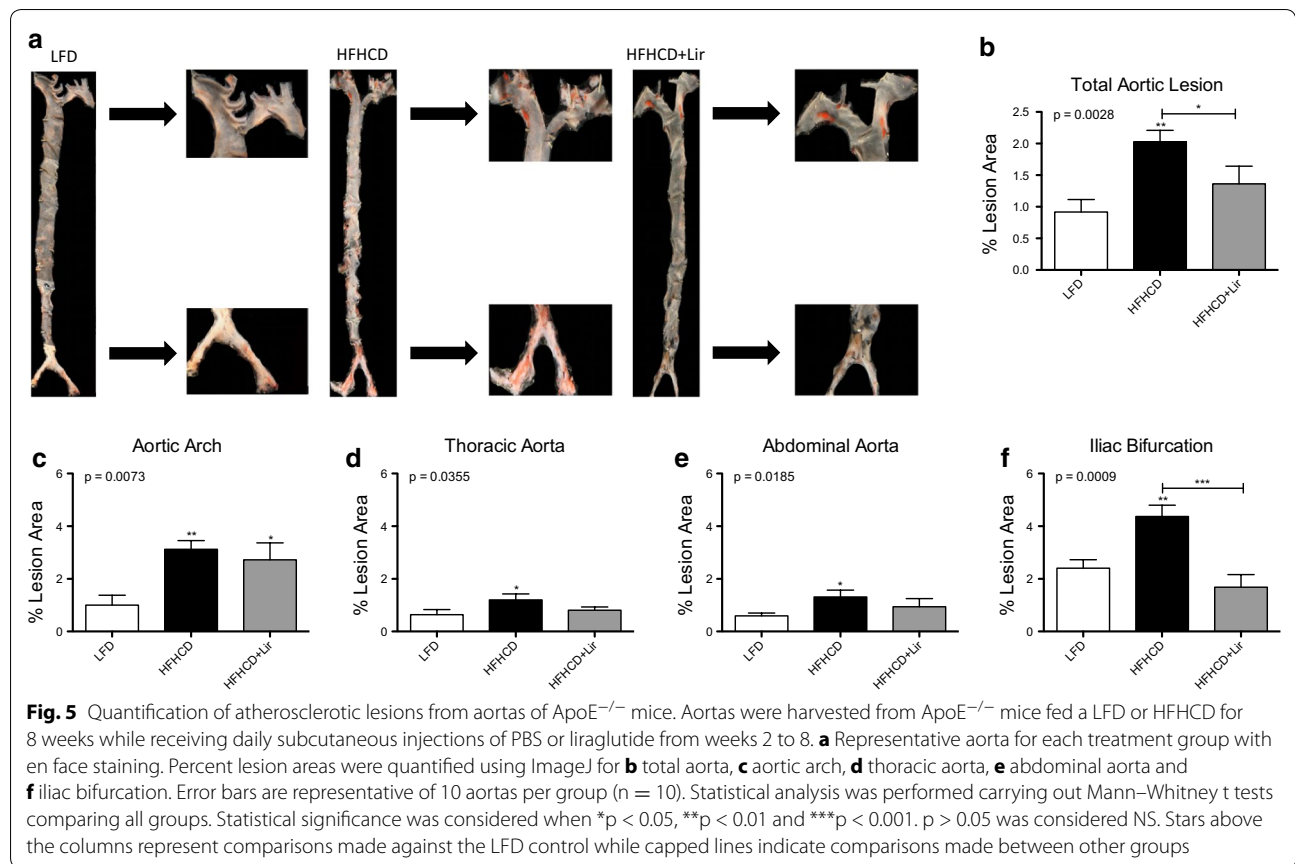 a
LFD
HFHCD
HFHCD+Lir
b
Total Aortic Lesion
p = 0.0028
*
**
% Lesion Area
2.5
2.0
1.5
1.0
0.5
0.0
LFD
HFHCD
HFHCD+Lir
c
Aortic Arch
p = 0.0073
**
*
% Lesion Area
6
4
2
0
LFD
HFHCD
HFHCD+Lir
d
Thoracic Aorta
p = 0.0355
*
% Lesion Area
6
4
2
0
LFD
HFHCD
HFHCD+Lir
e
Abdominal Aorta
p = 0.0185
*
% Lesion Area
6
4
2
0
LFD
HFHCD
HFHCD+Lir
f
Iliac Bifurcation
p = 0.0009
***
**
% Lesion Area
6
4
2
0
LFD
HFHCD
HFHCD+Lir
Fig. 5 Quantification of atherosclerotic lesions from aortas of ApoE−/− mice. Aortas were harvested from ApoE−/− mice fed a LFD or HFHCD for
8 weeks while receiving daily subcutaneous injections of PBS or liraglutide from weeks 2 to 8. a Representative aorta for each treatment group with
en face staining. Percent lesion areas were quantified using ImageJ for b total aorta, c aortic arch, d thoracic aorta, e abdominal aorta and
f iliac bifurcation. Error bars are representative of 10 aortas per group (n = 10). Statistical analysis was performed carrying out Mann–Whitney t tests
comparing all groups. Statistical significance was considered when *p < 0.05, **p < 0.01 and ***p < 0.001. p > 0.05 was considered NS. Stars above
the columns represent comparisons made against the LFD control while capped lines indicate comparisons made between other groups